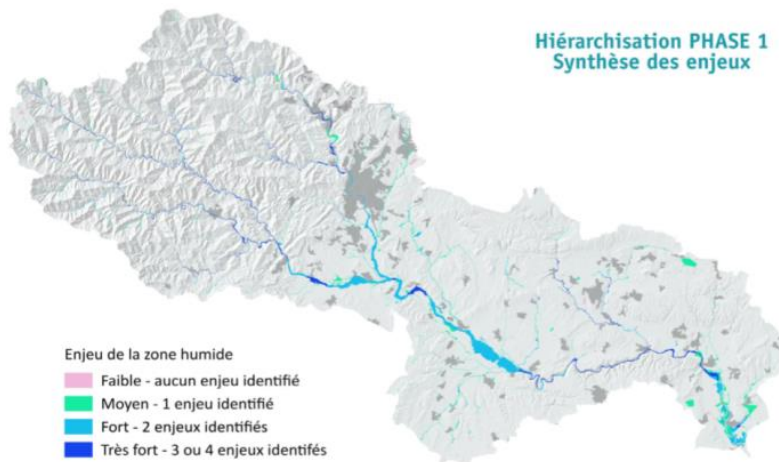 Hiérarchisation PHASE 1
Synthèse des enjeux
Enjeu de la zone humide
Faible - aucun enjeu identifié
Moyen - 1 enjeu identifié
Fort - 2 enjeux identifiés
Très fort - 3 ou 4 enjeux identifés